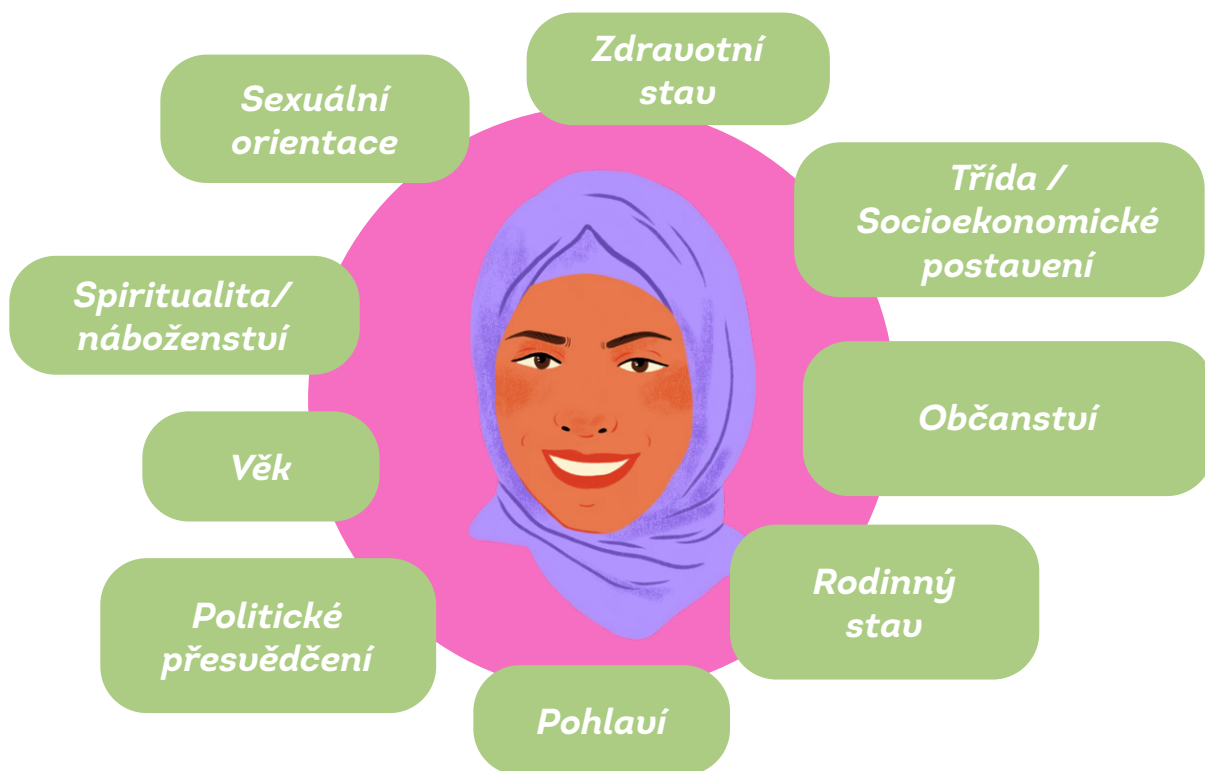 Zdravotní
stav
Sexuální
orientace
Třída /
Socioekonomické
postavení
Spiritualita/
náboženství
Občanství
Věk
Rodinný
stav
Politické
přesvědčení
Pohlaví